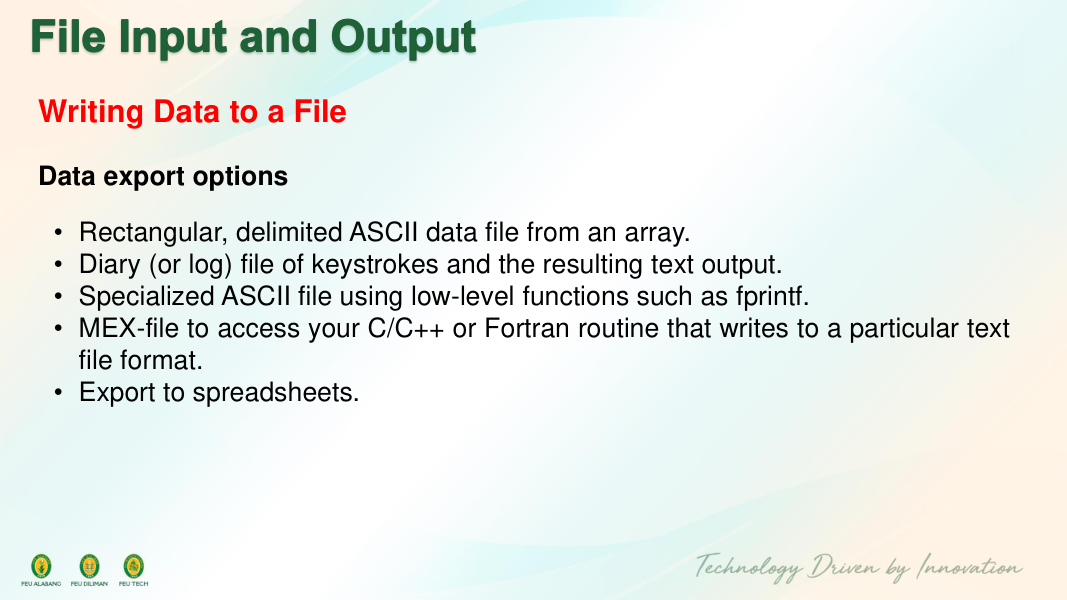 File Input and Output
Writing Data to a File
Data export options
• Rectangular, delimited ASCII data file from an array.
• Diary (or log) file of keystrokes and the resulting text output.
• Specialized ASCII file using low-level functions such as fprintf.
• MEX-file to access your C/C++ or Fortran routine that writes to a particular text
file format.
• Export to spreadsheets.
FEU ALABANG FEU DILIMAN FEU TECH
Technology Driven by Innovation